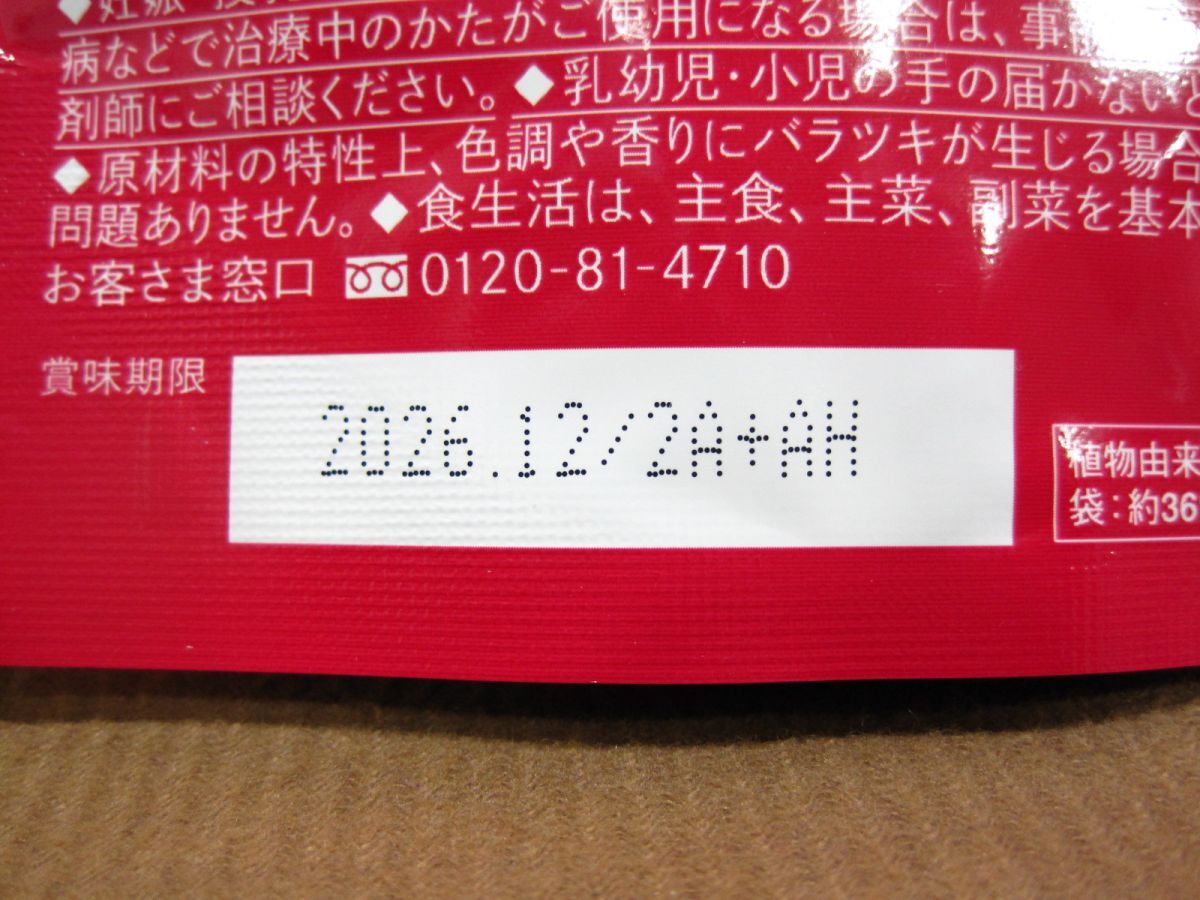 ◆妊娠・授
病などで治療中のかたがご使用になる場合は、事
剤師にご相談ください。◆乳幼児・小児の手の届かない
◆原材料の特性上、色調や香りにバラツキが生じる場合
問題ありません。◆食生活は、主食、主菜、副菜を基本
お客さま窓口 0120-81-4710
賞味期限 2026.12/2A+AH
植物由来
袋:約36